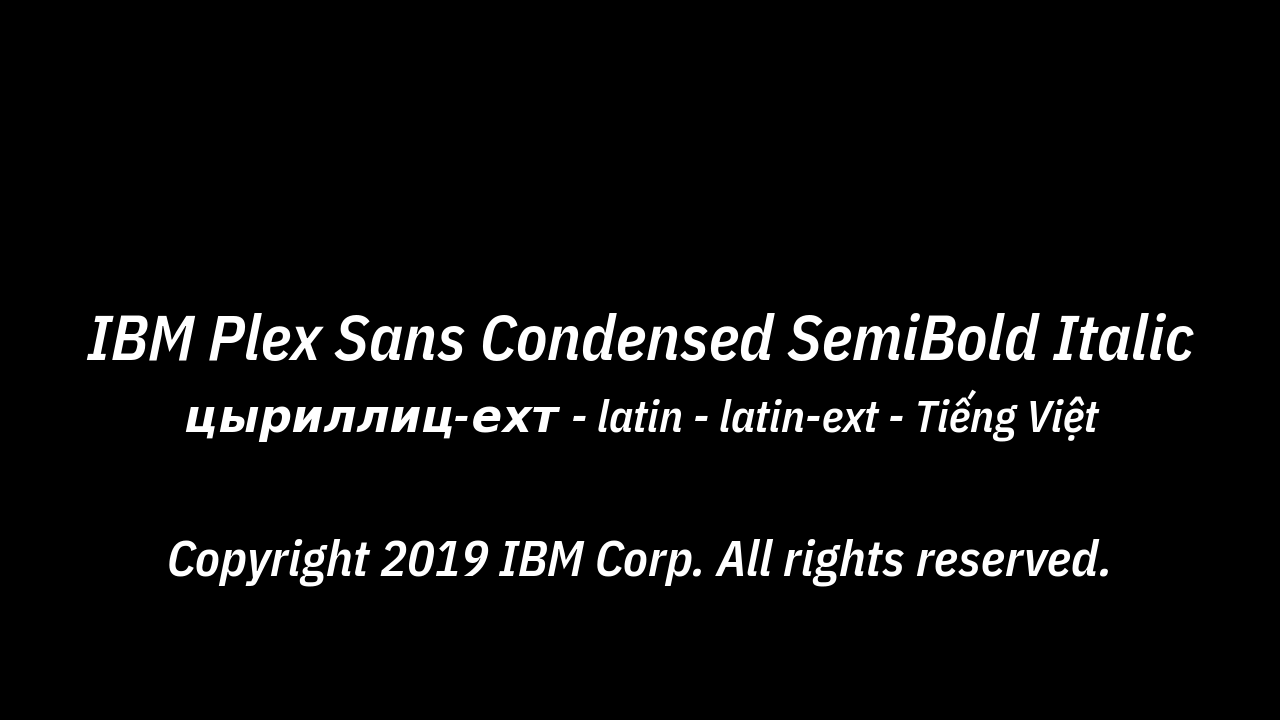 IBM Plex Sans Condensed SemiBold Italic
цыриллиц-ехт - latin - latin-ext - Tiếng Việt
Copyright 2019 IBM Corp. All rights reserved.